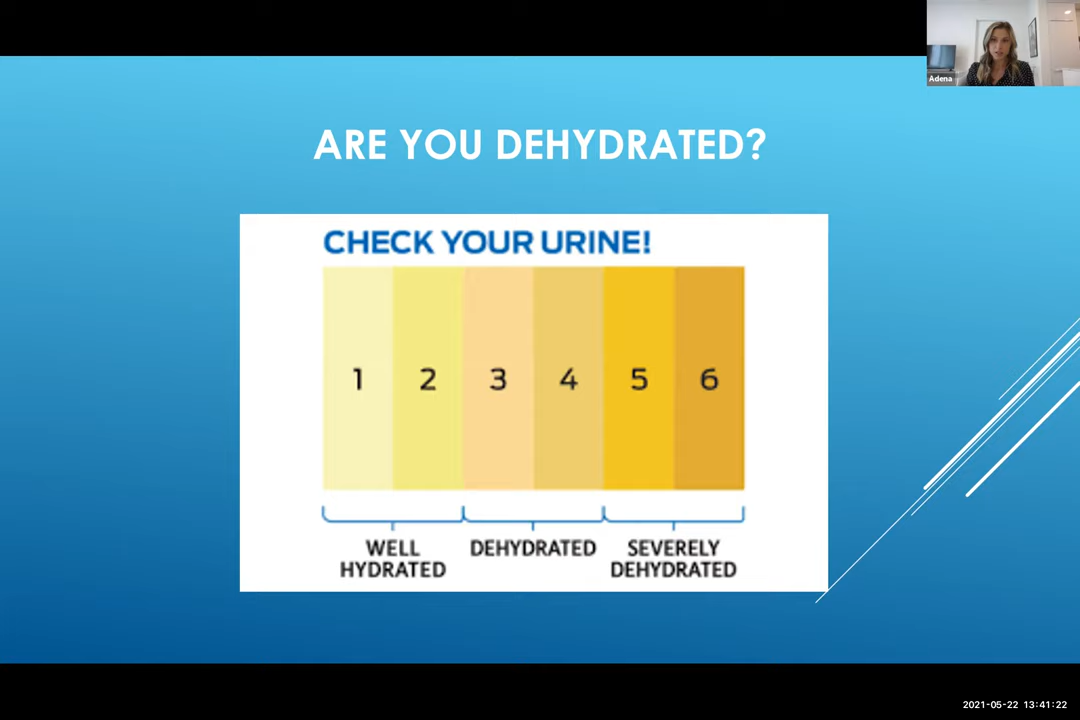 Adena
ARE YOU DEHYDRATED?
CHECK YOUR URINE!
1 2 3 4 5 6
WELL HYDRATED
DEHYDRATED
SEVERELY DEHYDRATED
2021-05-22 13:41:22